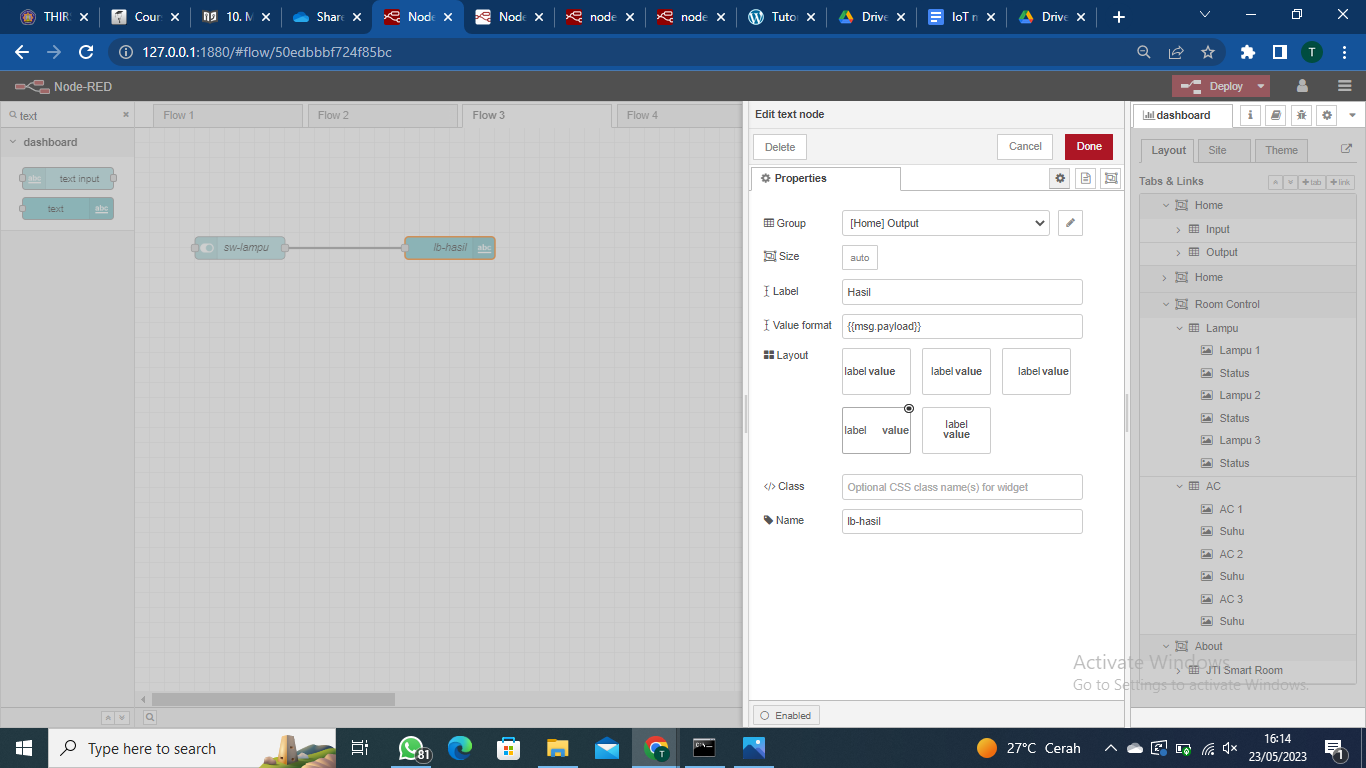 THIR
Coun
10. M
Share
Node
Node
node
node
Tutor
Drive
IoT n
Drive
127.0.0.1:1880/#flow/50edbbbf724f85bc
T
Node-RED
Deploy
text
dashboard
text input
abc
text
abc
Flow 1
Flow 2
Flow 3
Flow 4
sw-lampu
lb-hasil
abc
Edit text node
Delete
Cancel
Done
Properties
Group
[Home] Output
Size
auto
Label
Hasil
Value format
{{msg.payload}}
Layout
label value
label value
label value
label value
label
value
Class
Optional CSS class name(s) for widget
Name
lb-hasil
Enabled
dashboard
i
Layout
Site
Theme
Tabs & Links
+tab
+link
Home
Input
Output
Home
Room Control
Lampu
Lampu 1
Status
Lampu 2
Status
Lampu 3
Status
AC
AC 1
Suhu
AC 2
Suhu
AC 3
Suhu
About
JTI Smart Room
Activate Windows
Go to Settings to activate Windows.
Type here to search
81
T
27°C Cerah
16:14
23/05/2023
1